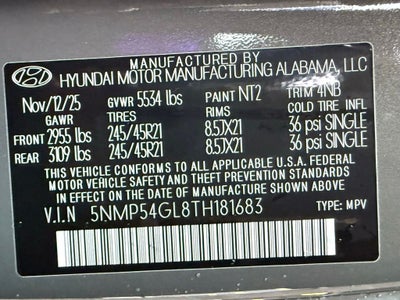 MANUFACTURED BY
HYUNDAI MOTOR MANUFACTURING ALABAMA, LLC
Nov/12/25 GVWR 5534 lbs PAINT NT2 TRIM 4NB
GAWR TIRES RIMS COLD TIRE INFL
FRONT 2955 lbs 245/45R21 8.5JX21 36 psi SINGLE
REAR 3109 lbs 245/45R21 8.5JX21 36 psi SINGLE
THIS VEHICLE CONFORMS TO ALL APPLICABLE
U.S. FEDERAL MOTOR VEHICLE SAFETY STANDARDS
IN EFFECT ON THE DATE OF MANUFACTURE SHOWN ABOVE.
V.I.N 5NMP54GL8TH181683 TYPE: MPV